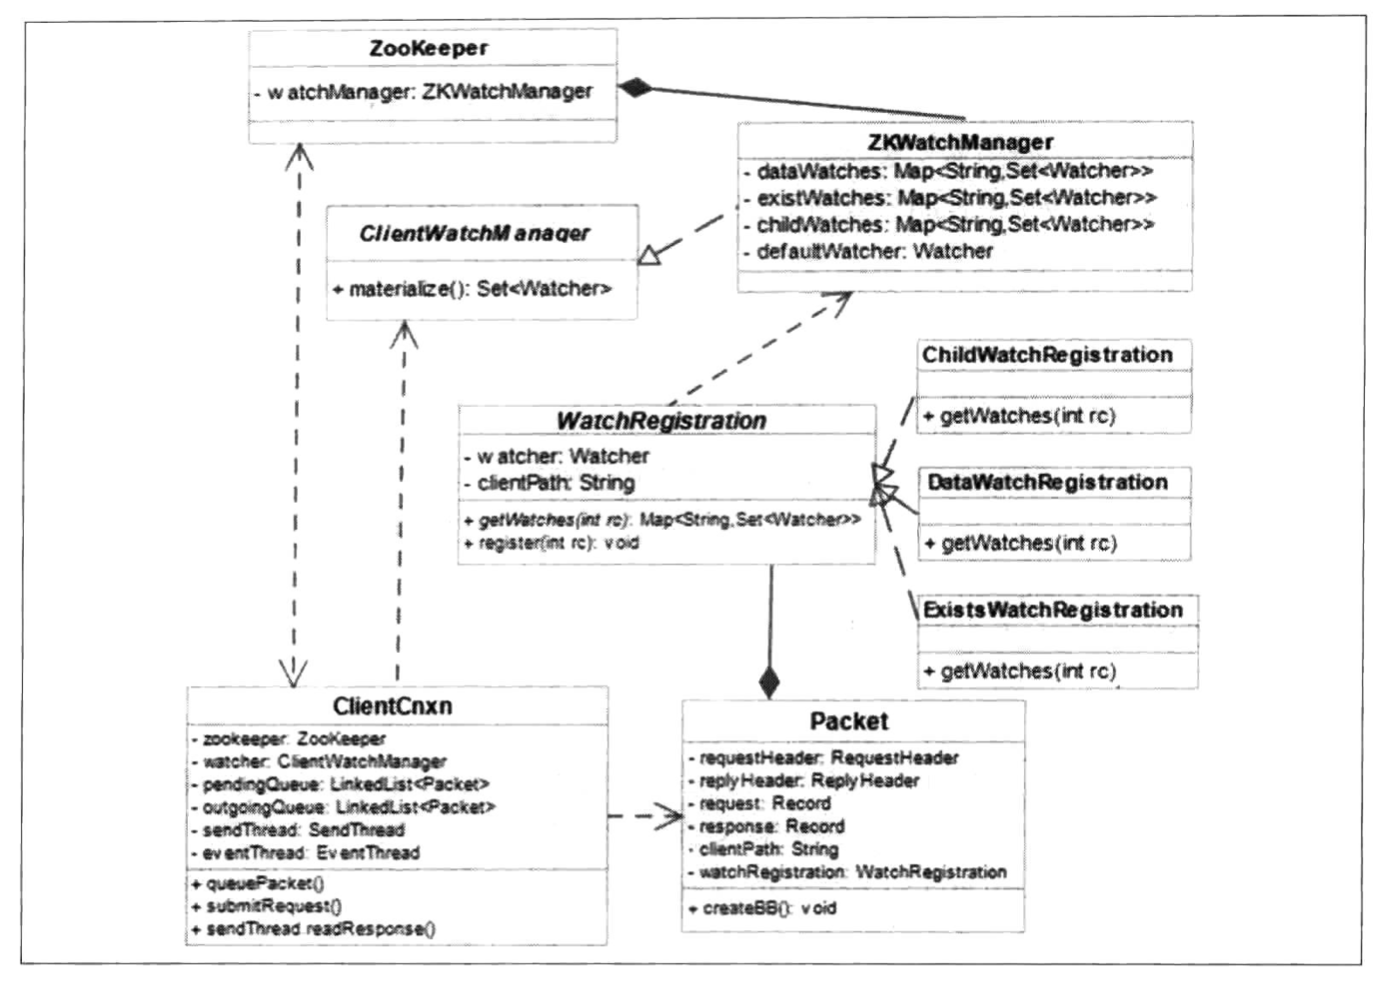 ZooKeeper
- watchManager: ZKWatchManager
ZKWatchManager
- dataWatches: Map<String,Set<Watcher>>
- existWatches: Map<String,Set<Watcher>>
- childWatches: Map<String,Set<Watcher>>
- defaultWatcher: Watcher
ClientWatchManager
+ materialize(): Set<Watcher>
WatchRegistration
- watcher: Watcher
- clientPath: String
+ getWatches(int rc): Map<String,Set<Watcher>>
+ register(int rc): void
ChildWatchRegistration
+ getWatches(int rc)
DataWatchRegistration
+ getWatches(int rc)
ExistsWatchRegistration
+ getWatches(int rc)
ClientCnxn
- zookeeper: ZooKeeper
- watcher: ClientWatchManager
- pendingQueue: LinkedList<Packet>
- outgoingQueue: LinkedList<Packet>
- sendThread: SendThread
- eventThread: EventThread
+ queuePacket()
+ submitRequest()
+ sendThread.readResponse()
Packet
- requestHeader: RequestHeader
- replyHeader: ReplyHeader
- request: Record
- response: Record
- clientPath: String
- watchRegistration: WatchRegistration
+ createBB(): void